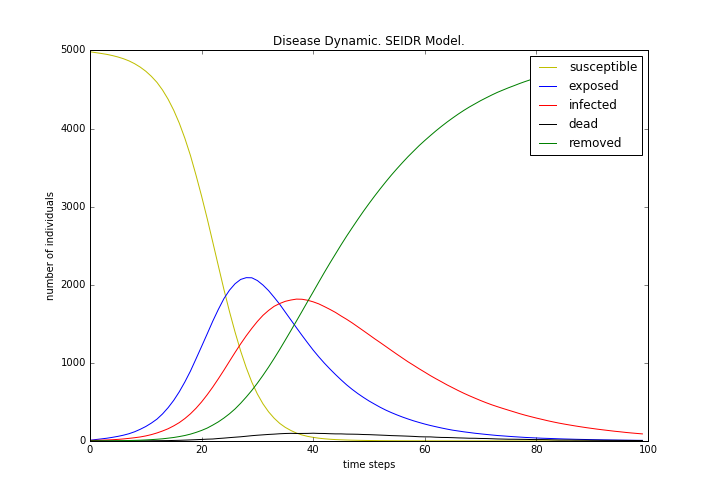 Disease Dynamic. SEIDR Model.
5000
4000
3000
2000
1000
0
number of individuals
susceptible
exposed
infected
dead
removed
0 20 40 60 80 100
time steps